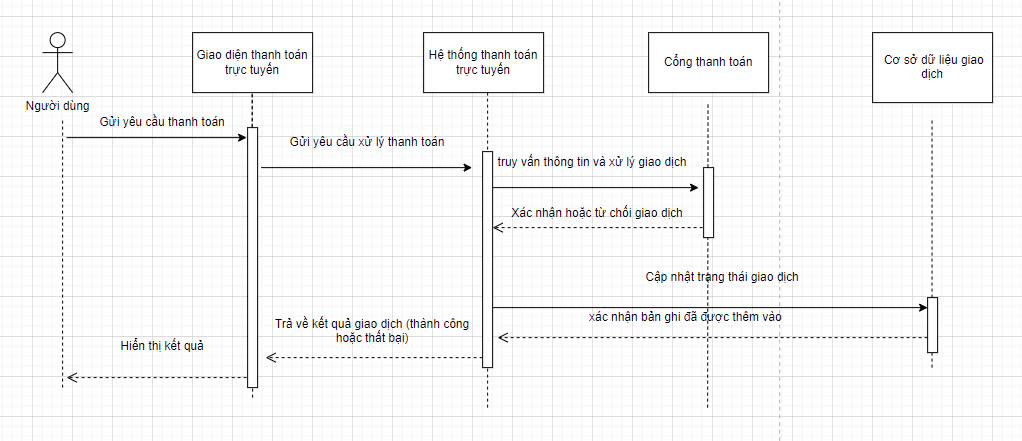 Giao diện thanh toán
trực tuyến
Hệ thống thanh toán
trực tuyến
Cổng thanh toán
Cơ sở dữ liệu giao
dịch
Người dùng
Gửi yêu cầu thanh toán
Gửi yêu cầu xử lý thanh toán
truy vấn thông tin và xử lý giao dịch
Xác nhận hoặc từ chối giao dịch
Cập nhật trạng thái giao dịch
xác nhận bản ghi đã được thêm vào
Trả về kết quả giao dịch (thành công
hoặc thất bại)
Hiển thị kết quả